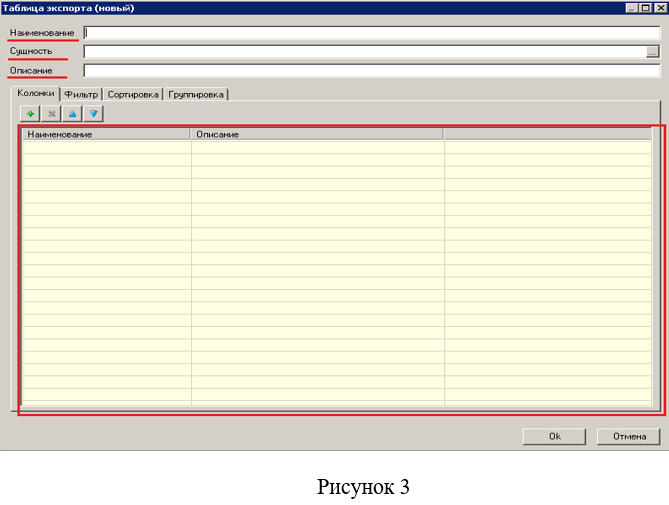 Таблица экспорта (новый)
Наименование
Сущность
...
Описание
Колонки Фильтр Сортировка Группировка
Наименование Описание
Ok Отмена
Рисунок 3